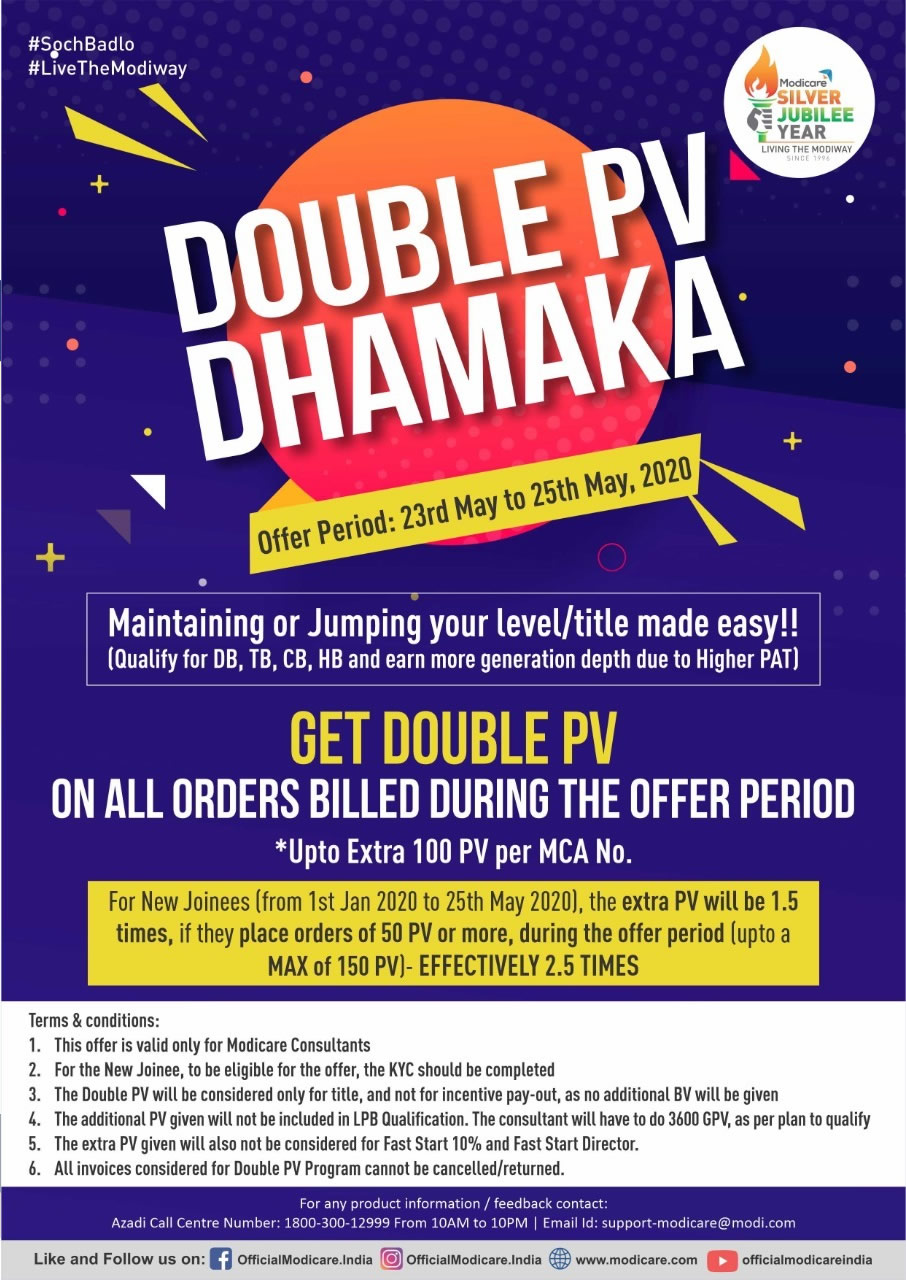 #SochBadlo
#LiveTheModiway
Modicare
SILVER
JUBILEE
YEAR
LIVING THE MODIWAY
SINCE 1996
DOUBLE PV
DHAMAKA
Offer Period: 23rd May to 25th May, 2020
Maintaining or Jumping your level/title made easy!!
(Qualify for DB, TB, CB, HB and earn more generation depth due to Higher PAT)
GET DOUBLE PV
ON ALL ORDERS BILLED DURING THE OFFER PERIOD
*Upto Extra 100 PV per MCA No.
For New Joinees (from 1st Jan 2020 to 25th May 2020), the extra PV will be 1.5
times, if they place orders of 50 PV or more, during the offer period (upto a
MAX of 150 PV)- EFFECTIVELY 2.5 TIMES
Terms & conditions:
1. This offer is valid only for Modicare Consultants
2. For the New Joinee, to be eligible for the offer, the KYC should be completed
3. The Double PV will be considered only for title, and not for incentive pay-out, as no additional BV will be given
4. The additional PV given will not be included in LPB Qualification. The consultant will have to do 3600 GPV, as per plan to qualify
5. The extra PV given will also not be considered for Fast Start 10% and Fast Start Director.
6. All invoices considered for Double PV Program cannot be cancelled/returned.
For any product information / feedback contact:
Azadi Call Centre Number: 1800-300-12999 From 10AM to 10PM | Email Id: support-modicare@modi.com
Like and Follow us on: OfficialModicare.India OfficialModicare.India www.modicare.com officialmodicareindia